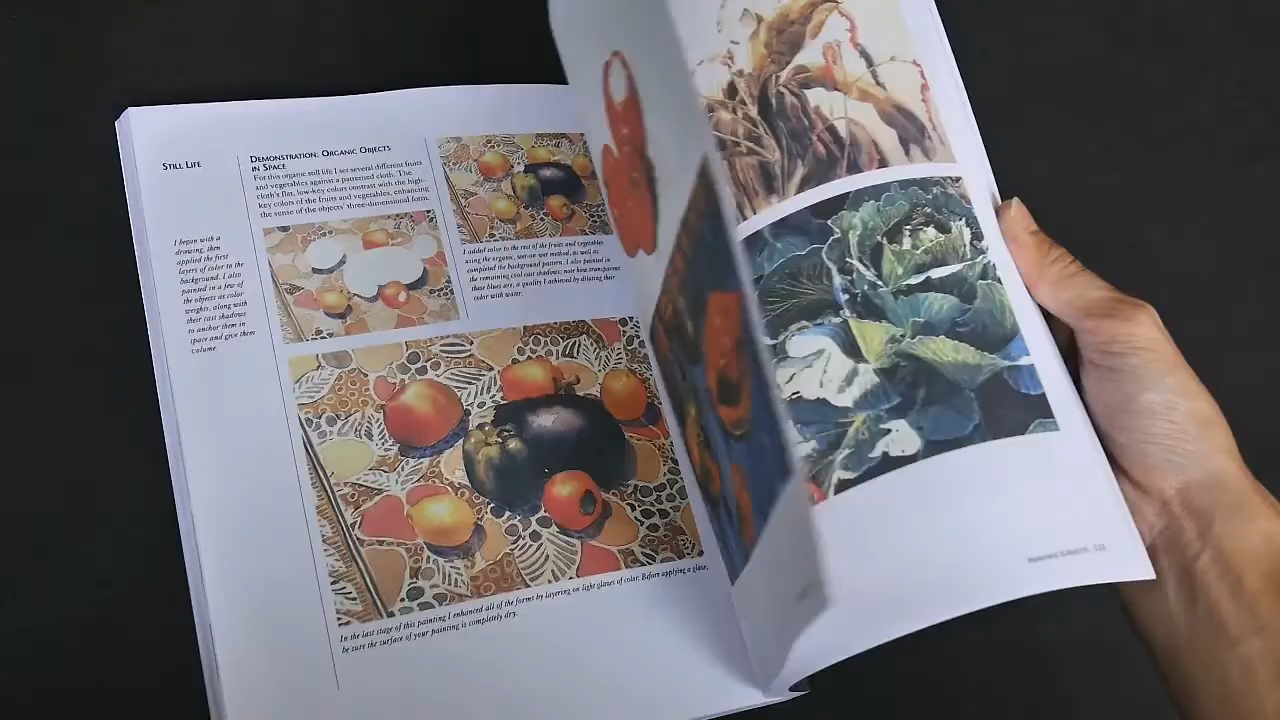 STILL LIFE
I began with a
drawing, then
applied the first
layers of color to the
background. I also
painted in a few of
the objects as color
weights, along with
their cast shadows
to anchor them in
space and give them
volume.
DEMONSTRATION: ORGANIC OBJECTS
IN SPACE
For this organic still life I set several different fruits
and vegetables against a patterned cloth. The
cloth's flat, low-key colors contrast with the high-
key colors of the fruits and vegetables, enhancing
the sense of the objects' three-dimensional form.
I added color to the rest of the fruits and vegetables
using the organic, wet-on-wet method, as well as
completed the background pattern. I also painted in
the remaining cool cast shadows; note how transparent
these blues are, a quality I achieved by diluting their
color with water.
In the last stage of this painting I enhanced all of the forms by layering on light glazes of color. Before applying a glaze,
be sure the surface of your painting is completely dry.